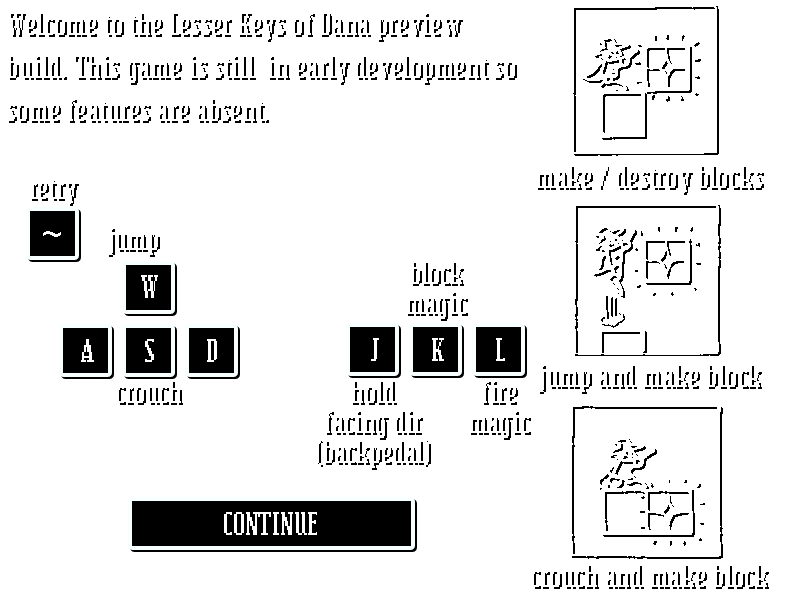 Welcome to the Lesser Keys of Dana preview
build. This game is still in early development so
some features are absent.
make / destroy blocks
retry
~
jump
W
block
magic
A S D
J K L
crouch
hold
facing dir
(backpedal)
fire
magic
jump and make block
CONTINUE
crouch and make block